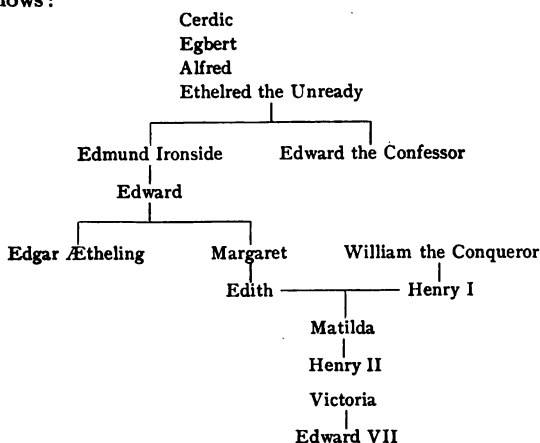 Cerdic
Egbert
Alfred
Ethelred the Unready
Edmund Ironside Edward the Confessor
Edward
Edgar Ætheling Margaret William the Conqueror
Edith Henry I
Matilda
Henry II
Victoria
Edward VII